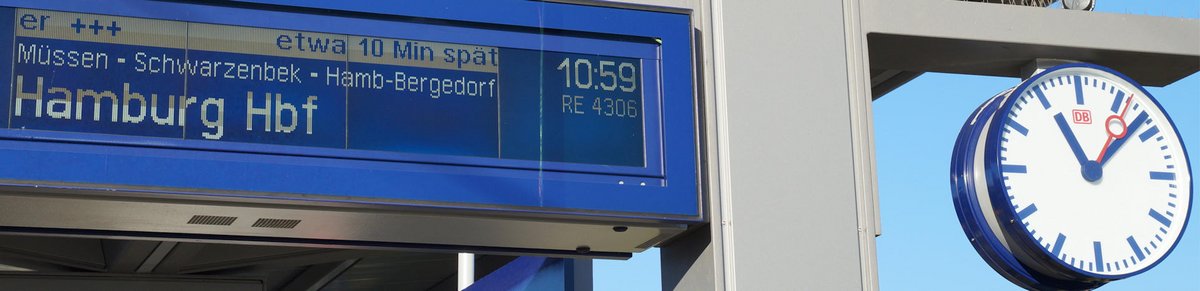 er +++ etwa 10 Min spät
Müssen - Schwarzenbek - Hamb-Bergedorf
Hamburg Hbf
10:59
RE 4306
DB